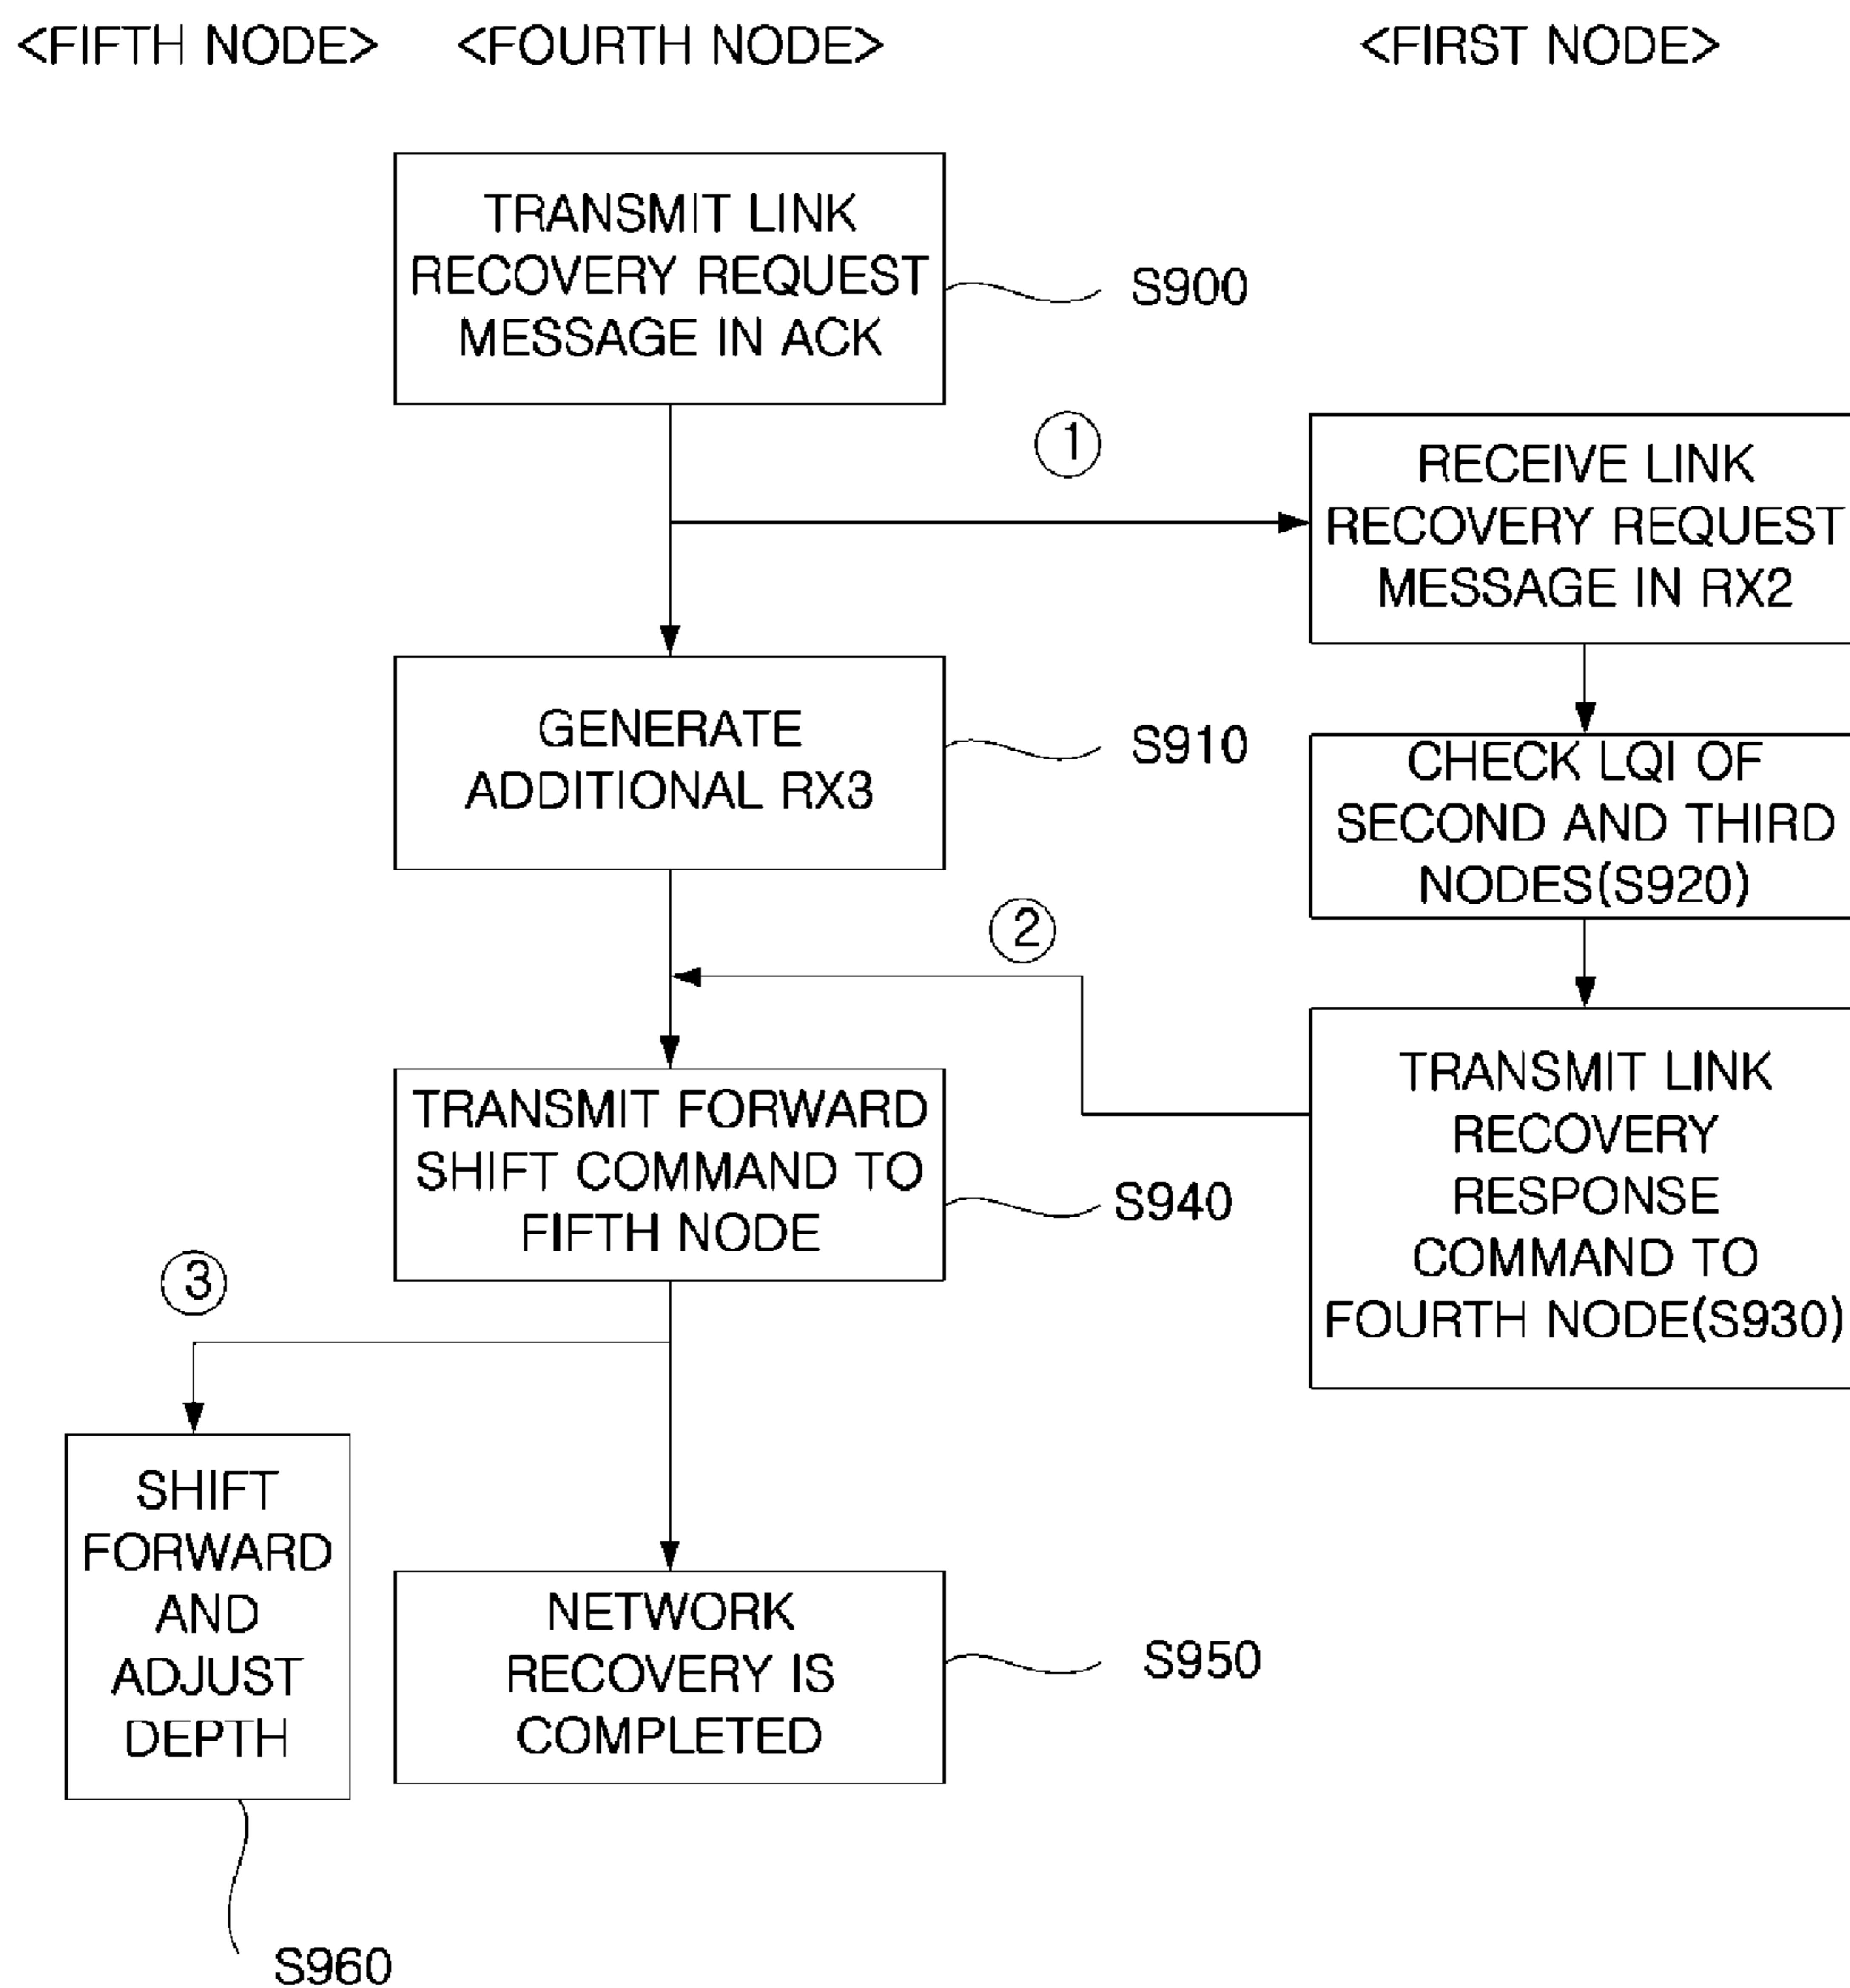 <FIFTH NODE>
<FOURTH NODE>
<FIRST NODE>
TRANSMIT LINK
RECOVERY REQUEST
MESSAGE IN ACK
S900
1
RECEIVE LINK
RECOVERY REQUEST
MESSAGE IN RX2
GENERATE
ADDITIONAL RX3
S910
CHECK LQI OF
SECOND AND THIRD
NODES(S920)
2
TRANSMIT FORWARD
SHIFT COMMAND TO
FIFTH NODE
S940
TRANSMIT LINK
RECOVERY
RESPONSE
COMMAND TO
FOURTH NODE(S930)
3
SHIFT
FORWARD
AND
ADJUST
DEPTH
NETWORK
RECOVERY IS
COMPLETED
S950
S960